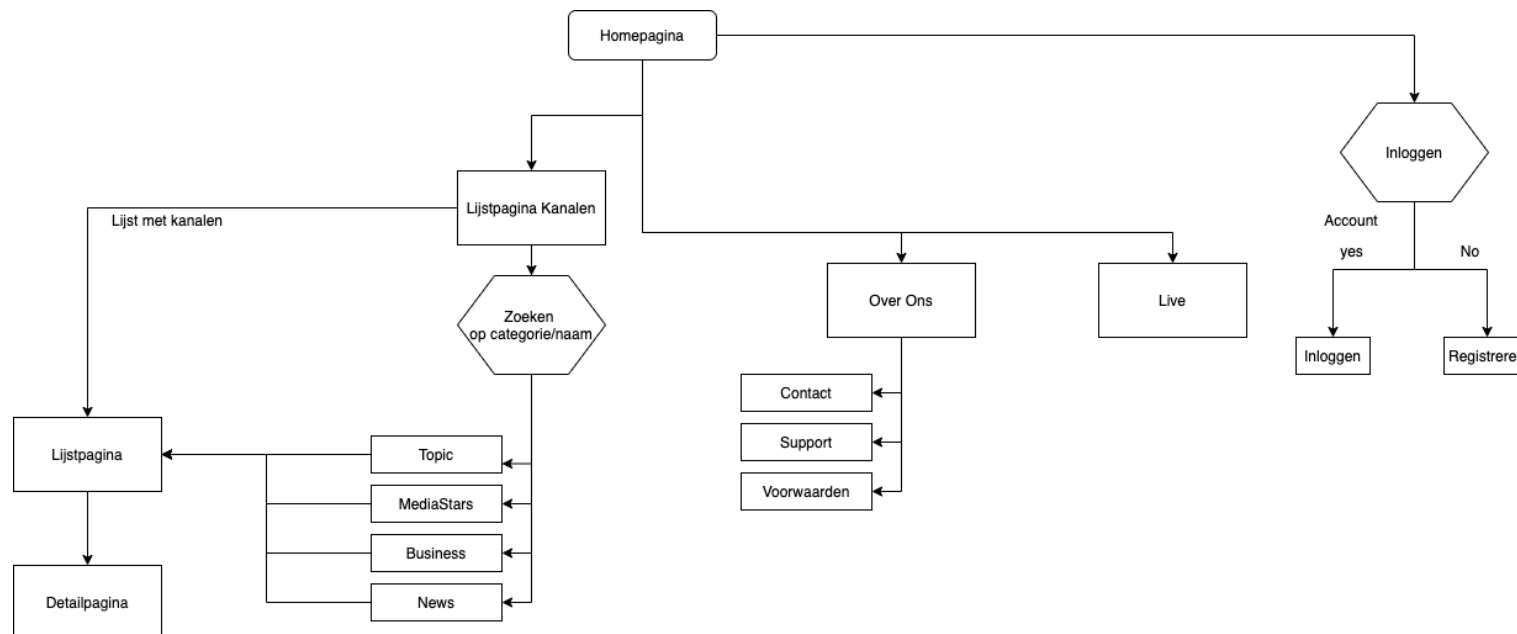 Homepagina
Inloggen
Lijstpagina Kanalen
Lijst met kanalen
Account
yes
No
Over Ons
Live
Zoeken
op categorie/naam
Inloggen
Registrere
Contact
Support
Voorwaarden
Lijstpagina
Topic
MediaStars
Business
News
Detailpagina